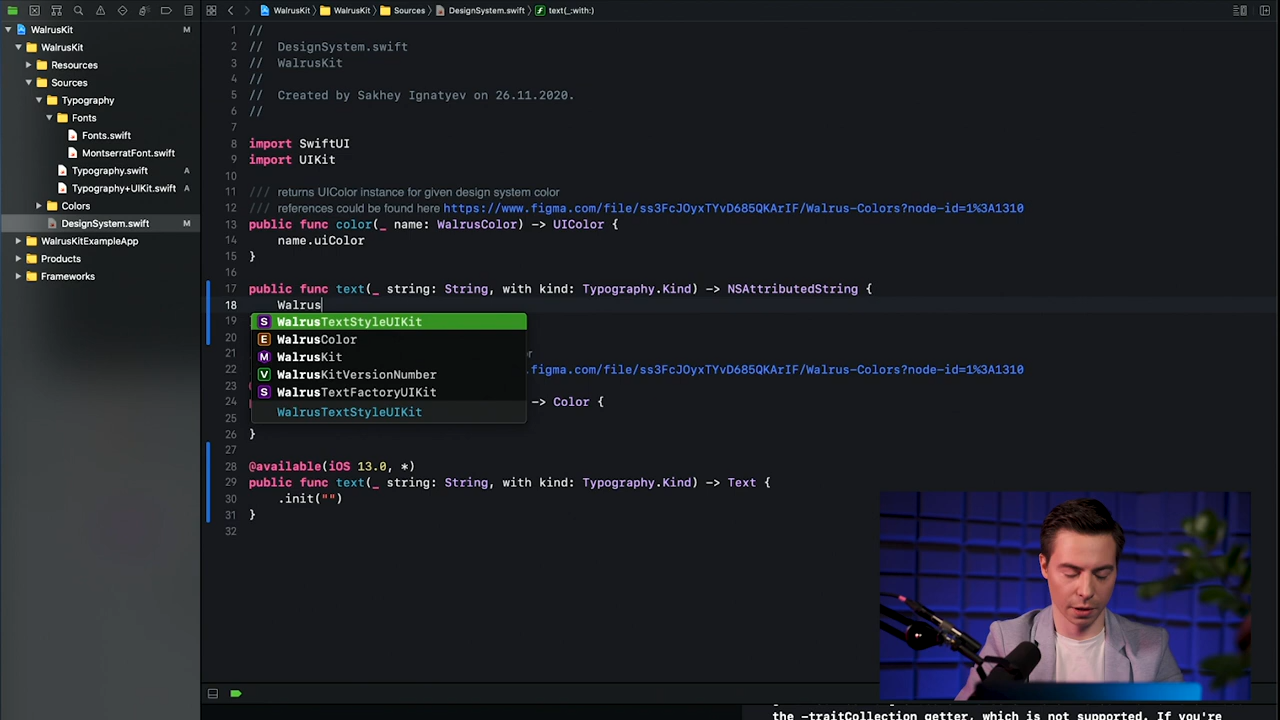 WalrusKit M
WalrusKit
Resources
Sources
Typography
Fonts
Fonts.swift
MontserratFont.swift
Typography.swift A
Typography+UIKit.swift A
Colors
DesignSystem.swift M
WalrusKitExampleApp
Products
Frameworks
WalrusKit WalrusKit Sources DesignSystem.swift text(_:with:)
1 //
2 // DesignSystem.swift
3 // WalrusKit
4 //
5 // Created by Sakhey Ignatyev on 26.11.2020.
6 //
7
8 import SwiftUI
9 import UIKit
10
11 /// returns UIColor instance for given design system color
12 /// references could be found here https://www.figma.com/file/ss3FcJOyxTYvD685QKArIF/Walrus-Colors?node-id=1%3A1310
13 public func color(_ name: WalrusColor) -> UIColor {
14 name.uiColor
15 }
16
17 public func text(_ string: String, with kind: Typography.Kind) -> NSAttributedString {
18 Walrus
19
S WalrusTextStyleUIKit
E WalrusColor
M WalrusKit
V WalrusKitVersionNumber
S WalrusTextFactoryUIKit
WalrusTextStyleUIKit
20
21 or
22 .figma.com/file/ss3FcJOyxTYvD685QKArIF/Walrus-Colors?node-id=1%3A1310
23
24 -> Color {
25
26 }
27
28 @available(iOS 13.0, *)
29 public func text(_ string: String, with kind: Typography.Kind) -> Text {
30 .init("")
31 }
32
the -traitCollection getter, which is not supported. If you're